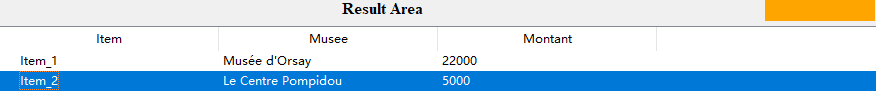 Result Area
Item Musee Montant
Item_1 Musée d'Orsay 22000
Item_2 Le Centre Pompidou 5000